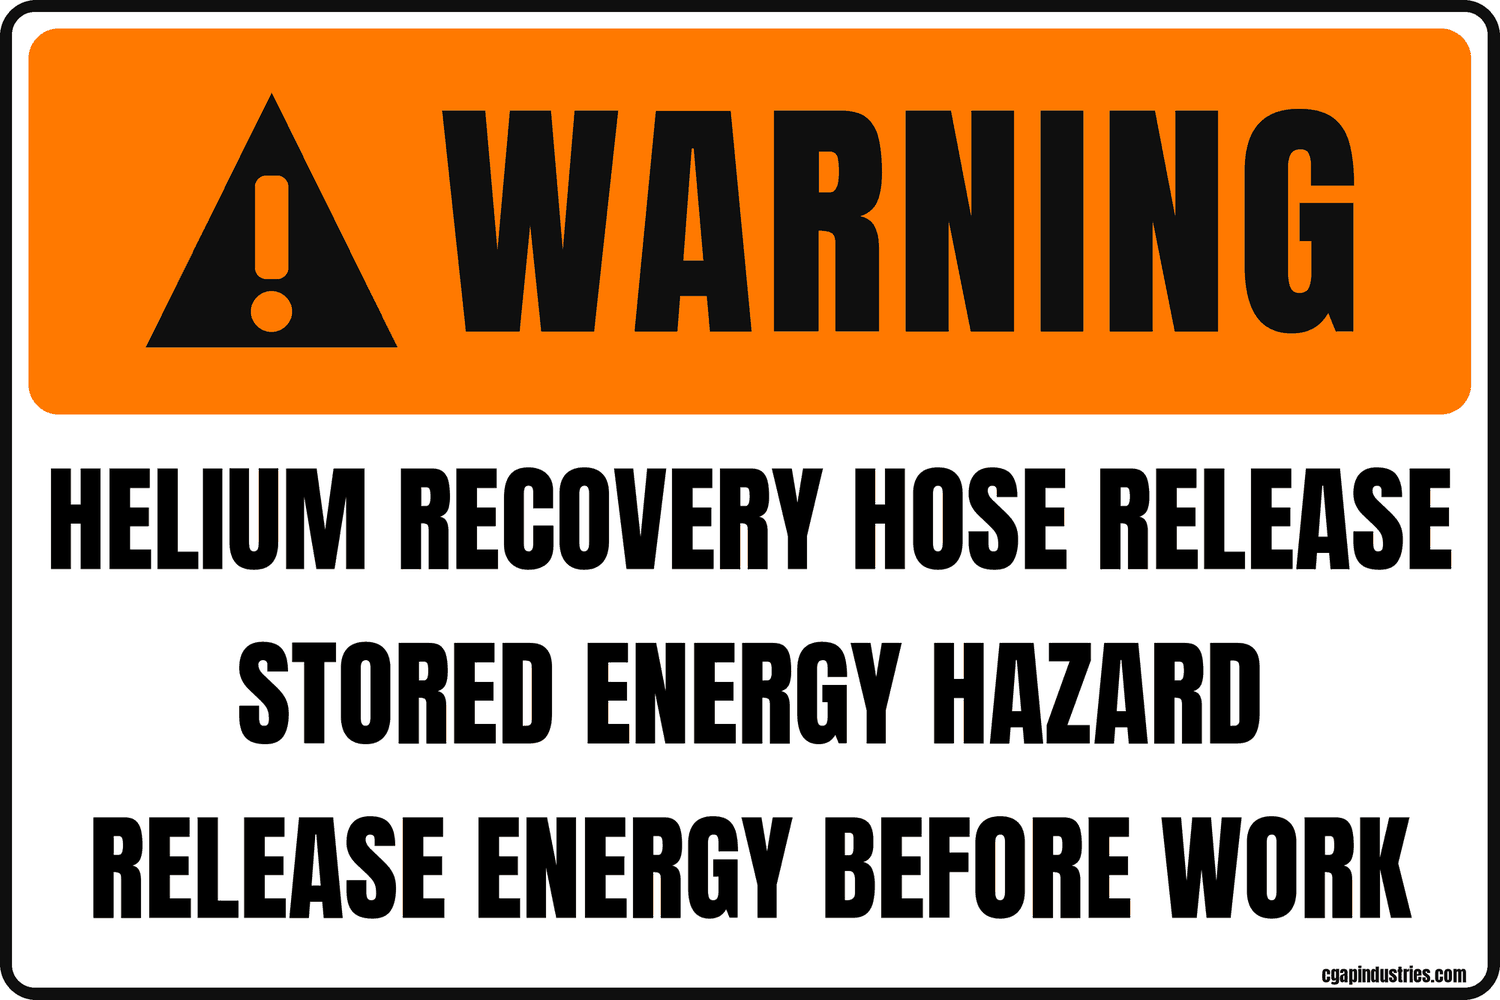 WARNING
HELIUM RECOVERY HOSE RELEASE
STORED ENERGY HAZARD
RELEASE ENERGY BEFORE WORK
cgapindustries.com